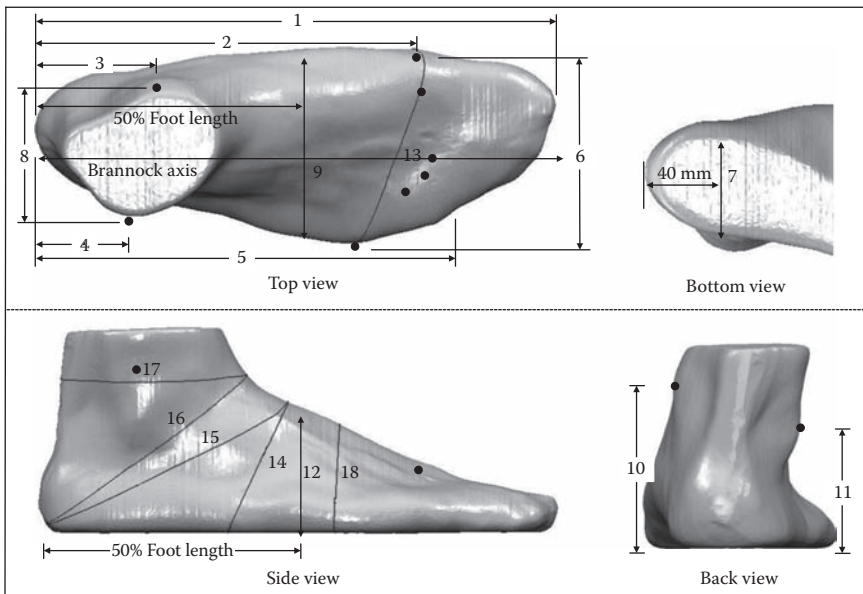 1
2
3
50% Foot length
8
Brannock axis
9
13
6
4
5
Top view
40 mm
7
Bottom view
17
16
15
14
12
18
50% Foot length
Side view
10
11
Back view